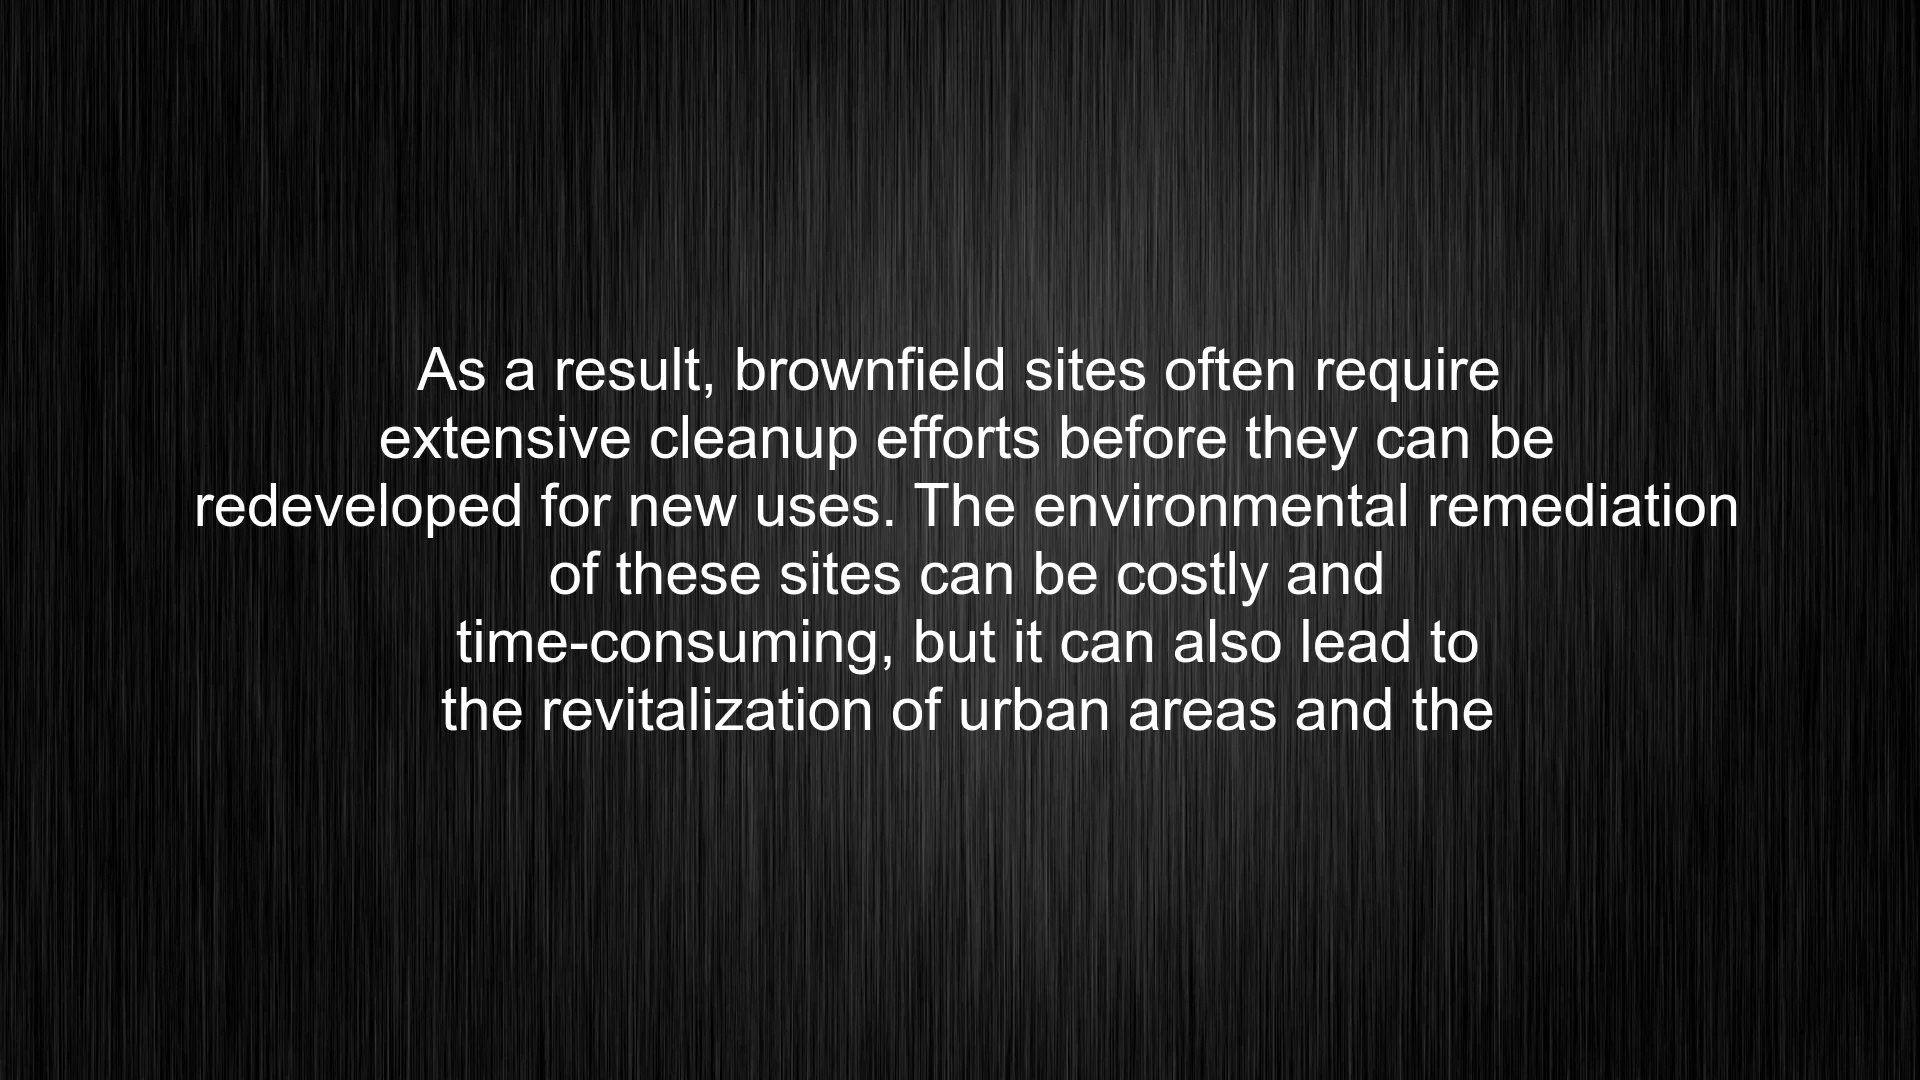 As a result, brownfield sites often require
extensive cleanup efforts before they can be
redeveloped for new uses. The environmental remediation
of these sites can be costly and
time-consuming, but it can also lead to
the revitalization of urban areas and the